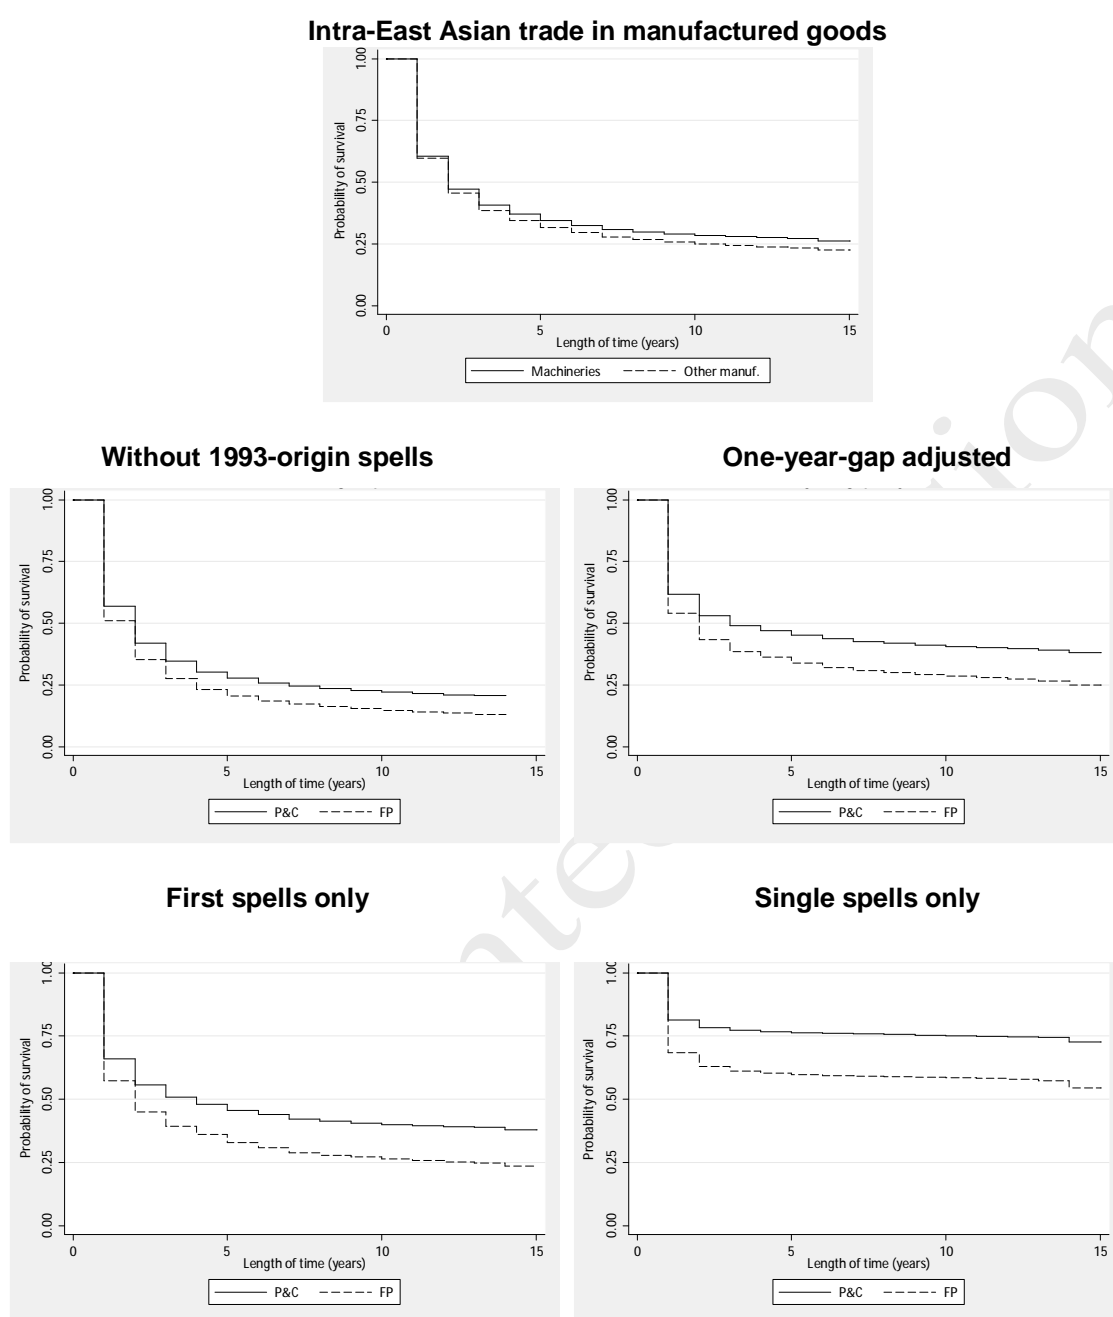 Intra-East Asian trade in manufactured goods
1.00
0.75
0.50
0.25
0.00
Probability of survival
0 5 10 15
Length of time (years)
Machineries Other manuf.
Without 1993-origin spells
1.00
0.75
0.50
0.25
0.00
Probability of survival
0 5 10 15
Length of time (years)
P&C FP
One-year-gap adjusted
1.00
0.75
0.50
0.25
0.00
Probability of survival
0 5 10 15
Length of time (years)
P&C FP
First spells only
1.00
0.75
0.50
0.25
0.00
Probability of survival
0 5 10 15
Length of time (years)
P&C FP
Single spells only
1.00
0.75
0.50
0.25
0.00
Probability of survival
0 5 10 15
Length of time (years)
P&C FP